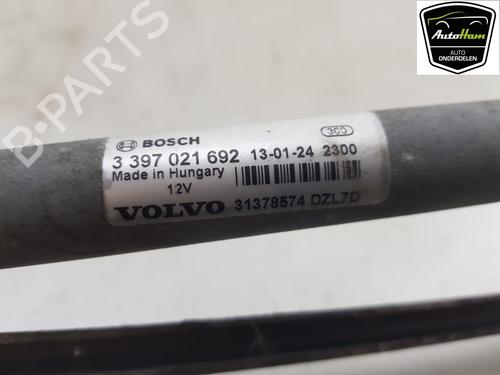 AutoHam
AUTO
ONDERDELEN
B-PARTS
BOSCH
3 397 021 692 13-01-24 2300
Made in Hungary
12V
VOLVO 31378574 DZL7D